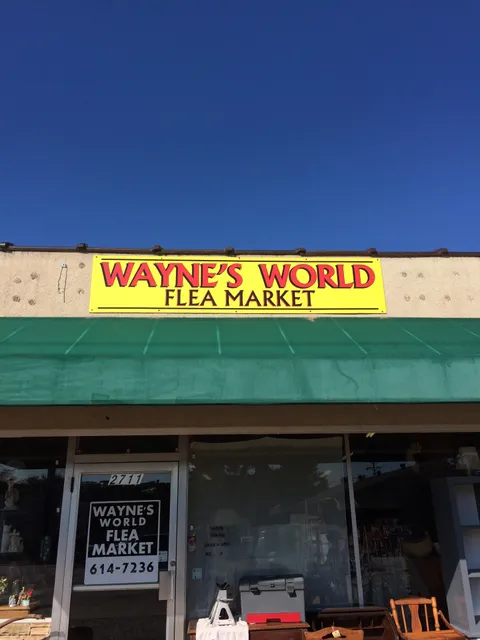 WAYNE'S WORLD
FLEA MARKET
2711
WAYNE'S
WORLD
FLEA
MARKET
614-7236